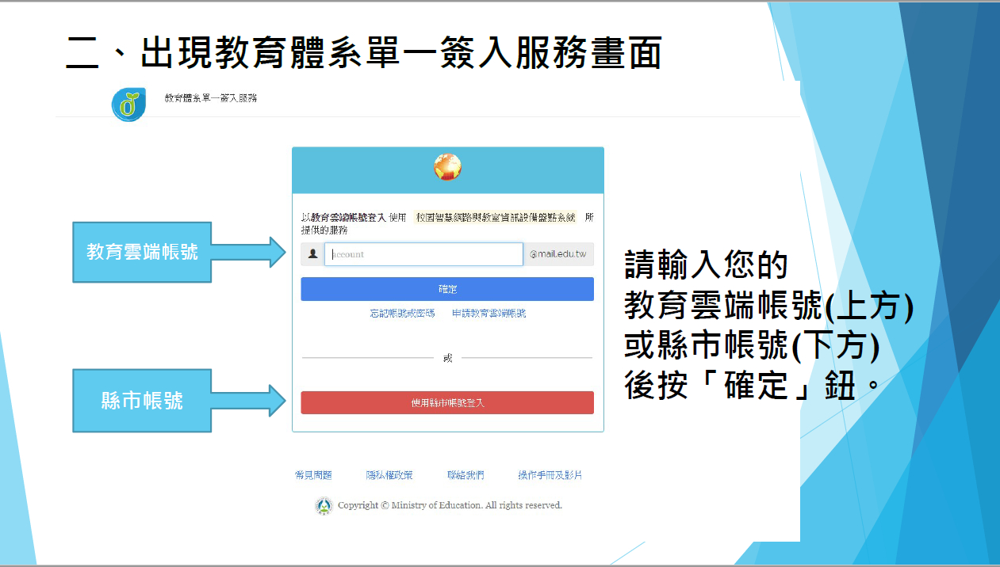 二、出現教育體系單一簽入服務畫面
教育體系單一簽入服務
以教育雲端帳號登入 使用 校園智慧網路與教室資訊設備盤點系統 所
提供的服務
教育雲端帳號
account
@mail.edu.tw
確定
忘記帳號或密碼 申請教育雲端帳號
或
縣市帳號
使用縣市帳號登入
請輸入您的
教育雲端帳號(上方)
或縣市帳號(下方)
後按「確定」鈕。
常見問題 隱私權政策 聯絡我們 操作手冊及影片
Copyright © Ministry of Education. All rights reserved.